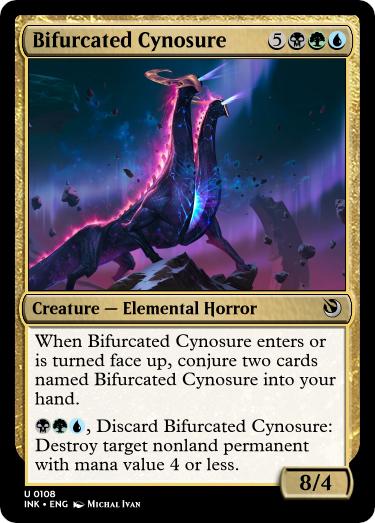 Bifurcated Cynosure 5
Creature — Elemental Horror
When Bifurcated Cynosure enters or
is turned face up, conjure two cards
named Bifurcated Cynosure into your
hand.
, Discard Bifurcated Cynosure:
Destroy target nonland permanent
with mana value 4 or less.
8/4
U 0108
INK • ENG Michal Ivan